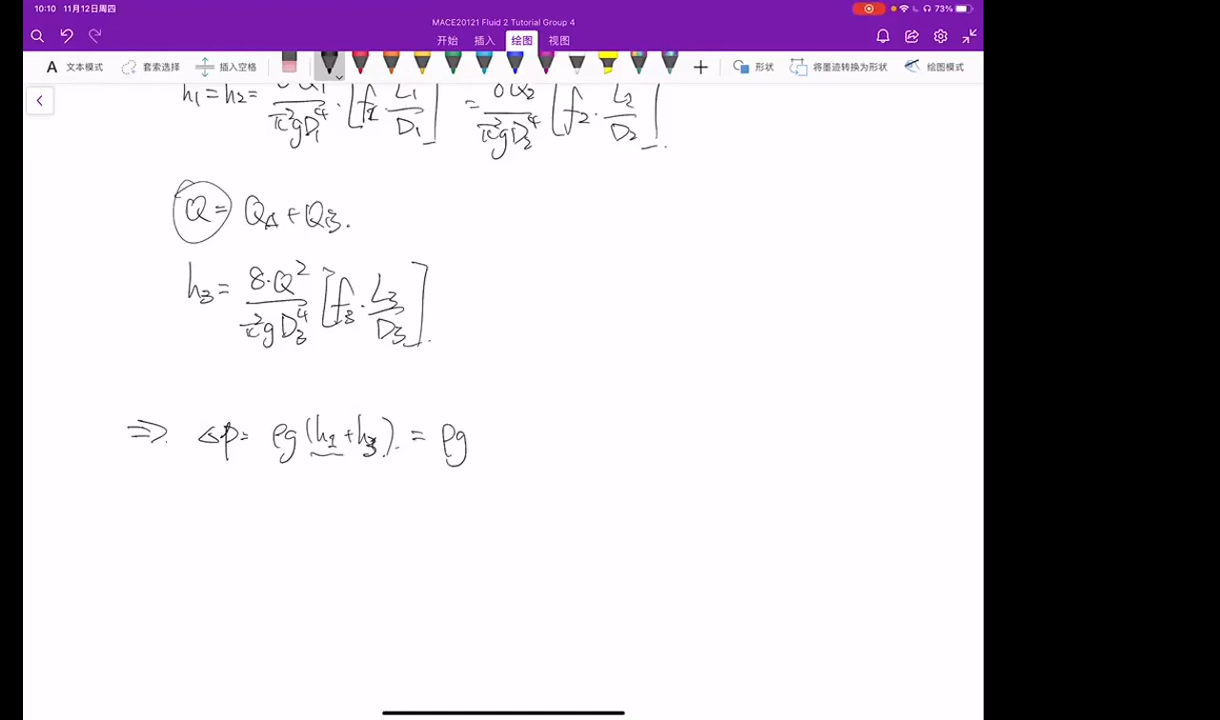 10:10 11月12日周四
73%
MACE20121 Fluid 2 Tutorial Group 4
开始 插入 绘图 视图
A 文本模式 套索选择 插入空格 形状 将墨迹转换为形状 绘图模式
h₁ = h₂ = 8Q₁²/π²gD₁⁴ · [f₁ · L₁/D₁] = 8Q₂²/π²gD₂⁴ [f₂ · L₂/D₂].
Q = Q_A + Q_B.
h₃ = 8·Q²/π²gD₃⁴ [f₃ · L₃/D₃].
⇒ Δp = ρg(h₁ + h₃). = ρg